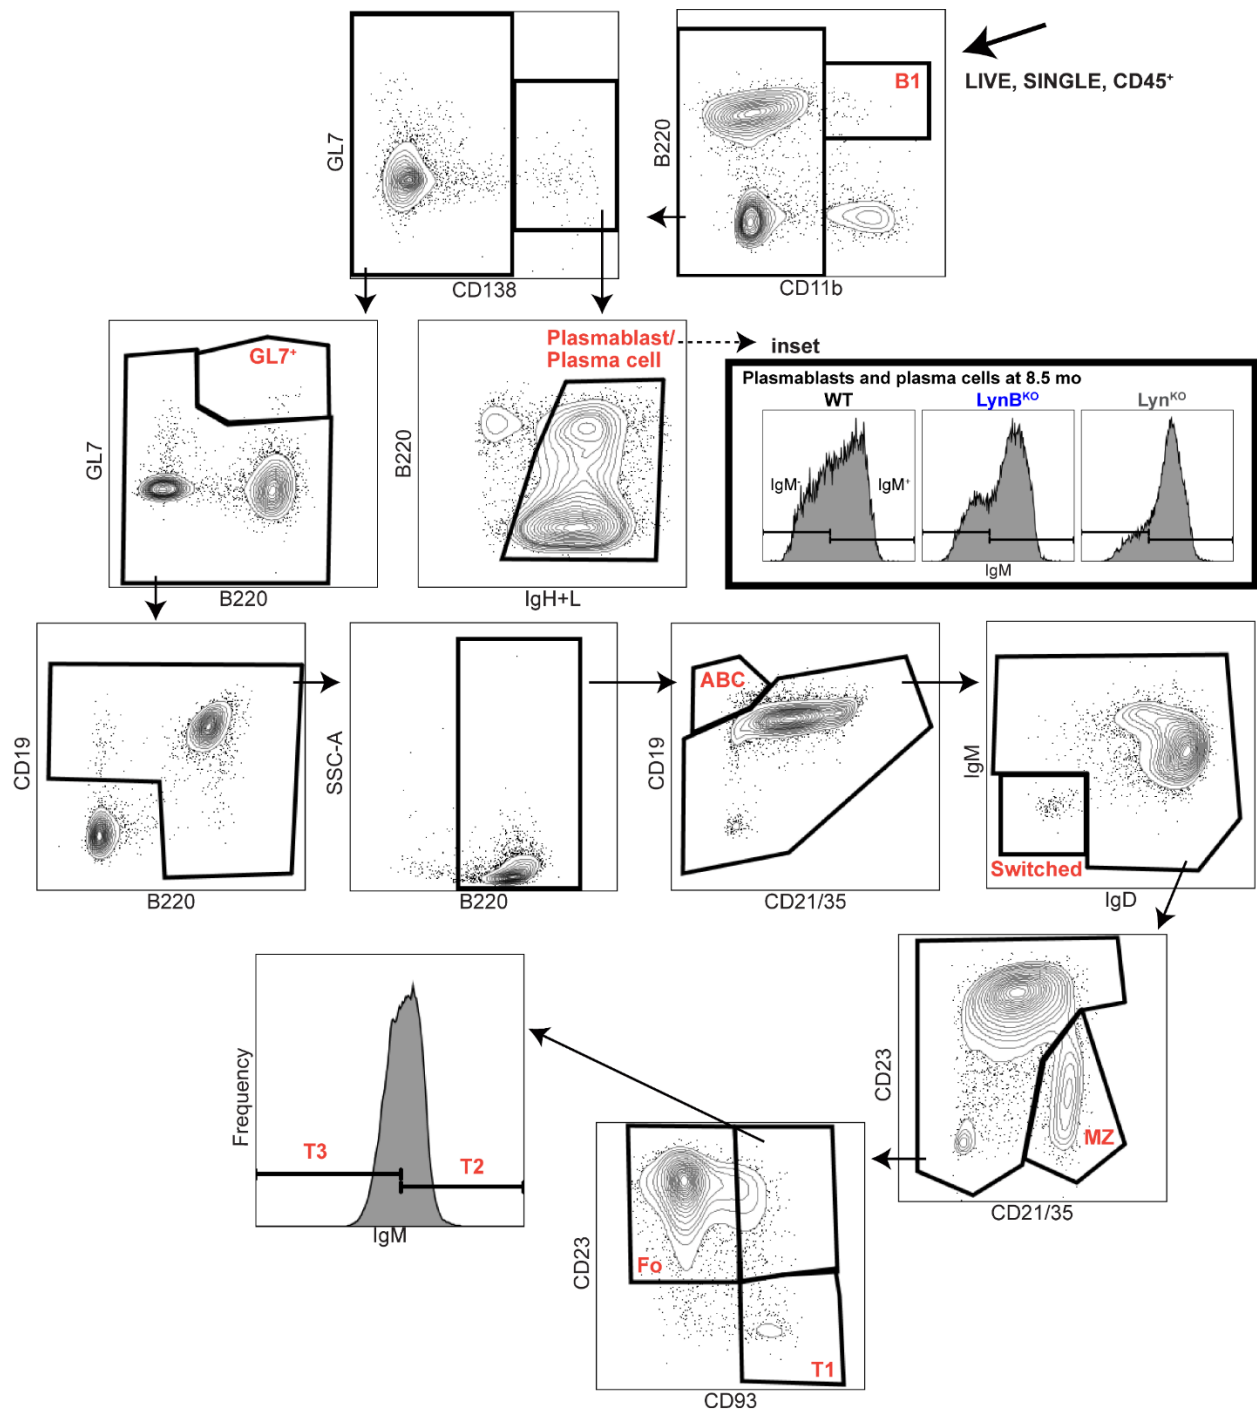 LIVE, SINGLE, CD45⁺
B220
B1
CD11b
GL7
CD138
GL7
GL7⁺
B220
B220
Plasmablast/
Plasma cell
IgH+L
inset
Plasmablasts and plasma cells at 8.5 mo
WT
LynBᴷᴼ
Lynᴷᴼ
IgM⁻
IgM⁺
IgM
CD19
B220
SSC-A
B220
CD19
ABC
CD21/35
IgM
Switched
IgD
CD23
MZ
CD21/35
CD23
Fo
T1
CD93
Frequency
T3
T2
IgM